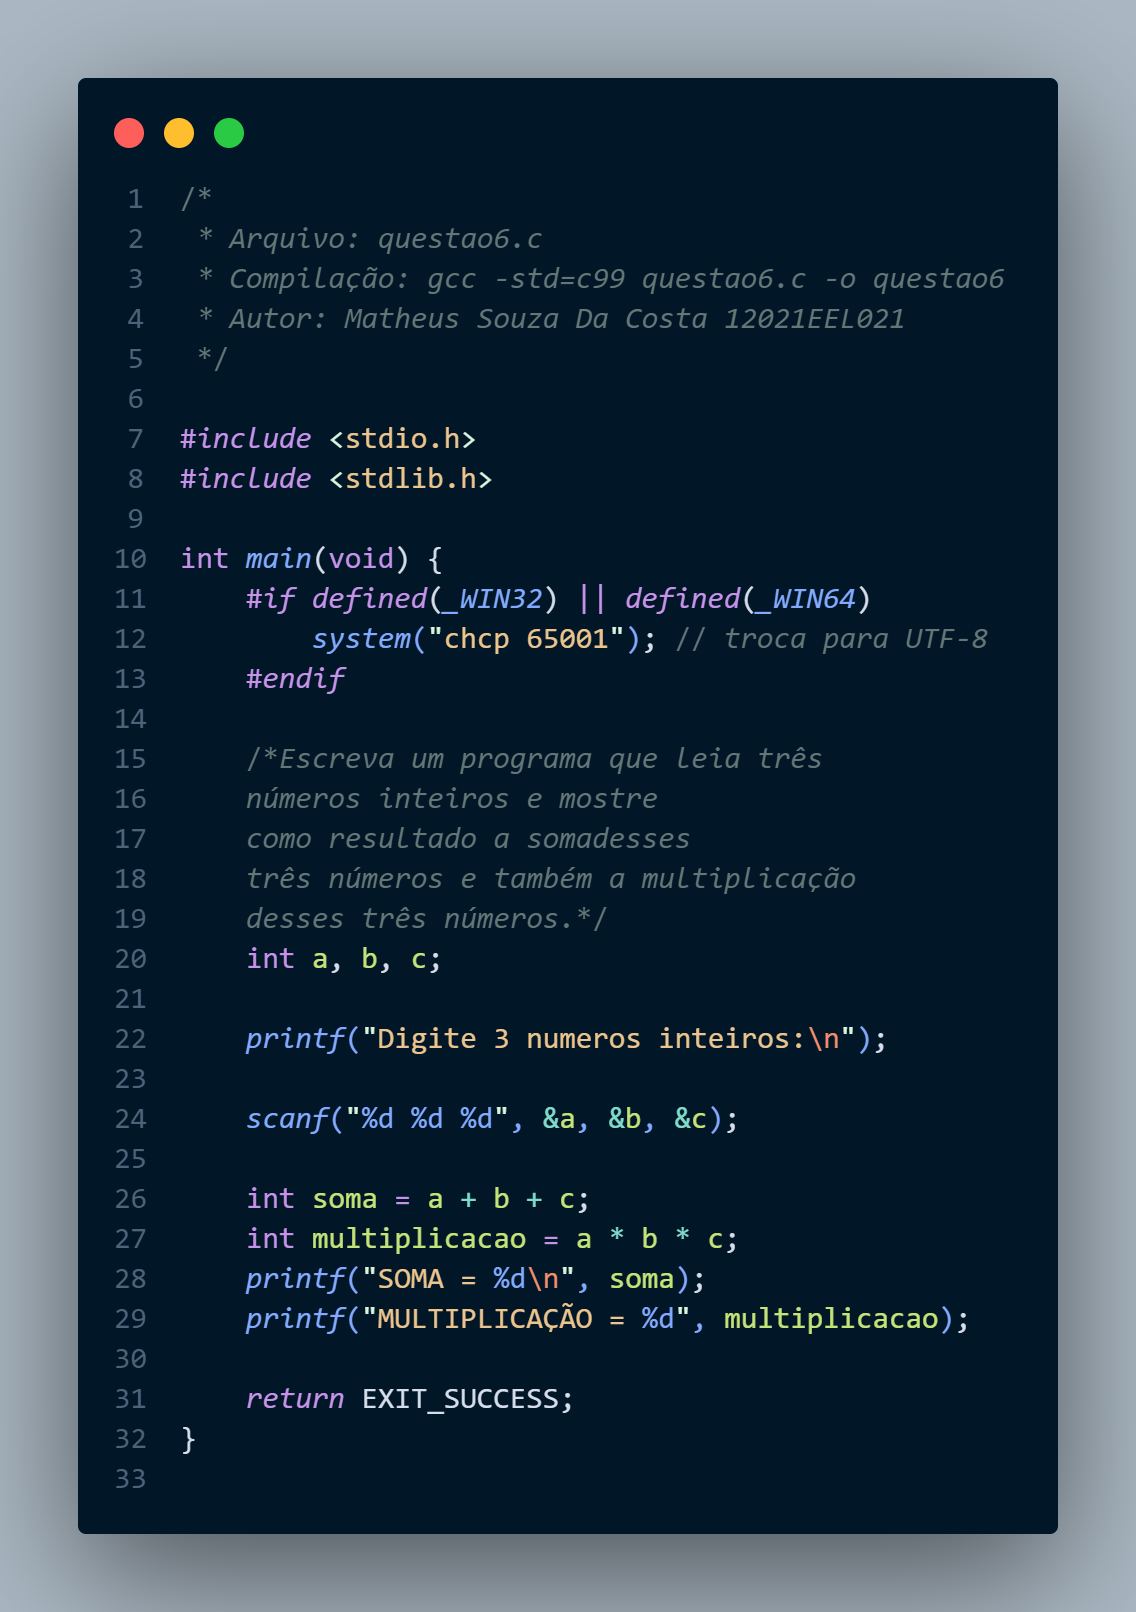 1 /*
2  * Arquivo: questao6.c
3  * Compilação: gcc -std=c99 questao6.c -o questao6
4  * Autor: Matheus Souza Da Costa 12021EEL021
5  */
6
7 #include <stdio.h>
8 #include <stdlib.h>
9
10 int main(void) {
11     #if defined(_WIN32) || defined(_WIN64)
12         system("chcp 65001"); // troca para UTF-8
13     #endif
14
15     /*Escreva um programa que leia três
16     números inteiros e mostre
17     como resultado a somadesses
18     três números e também a multiplicação
19     desses três números.*/
20     int a, b, c;
21
22     printf("Digite 3 numeros inteiros:\n");
23
24     scanf("%d %d %d", &a, &b, &c);
25
26     int soma = a + b + c;
27     int multiplicacao = a * b * c;
28     printf("SOMA = %d\n", soma);
29     printf("MULTIPLICAÇÃO = %d", multiplicacao);
30
31     return EXIT_SUCCESS;
32 }
33